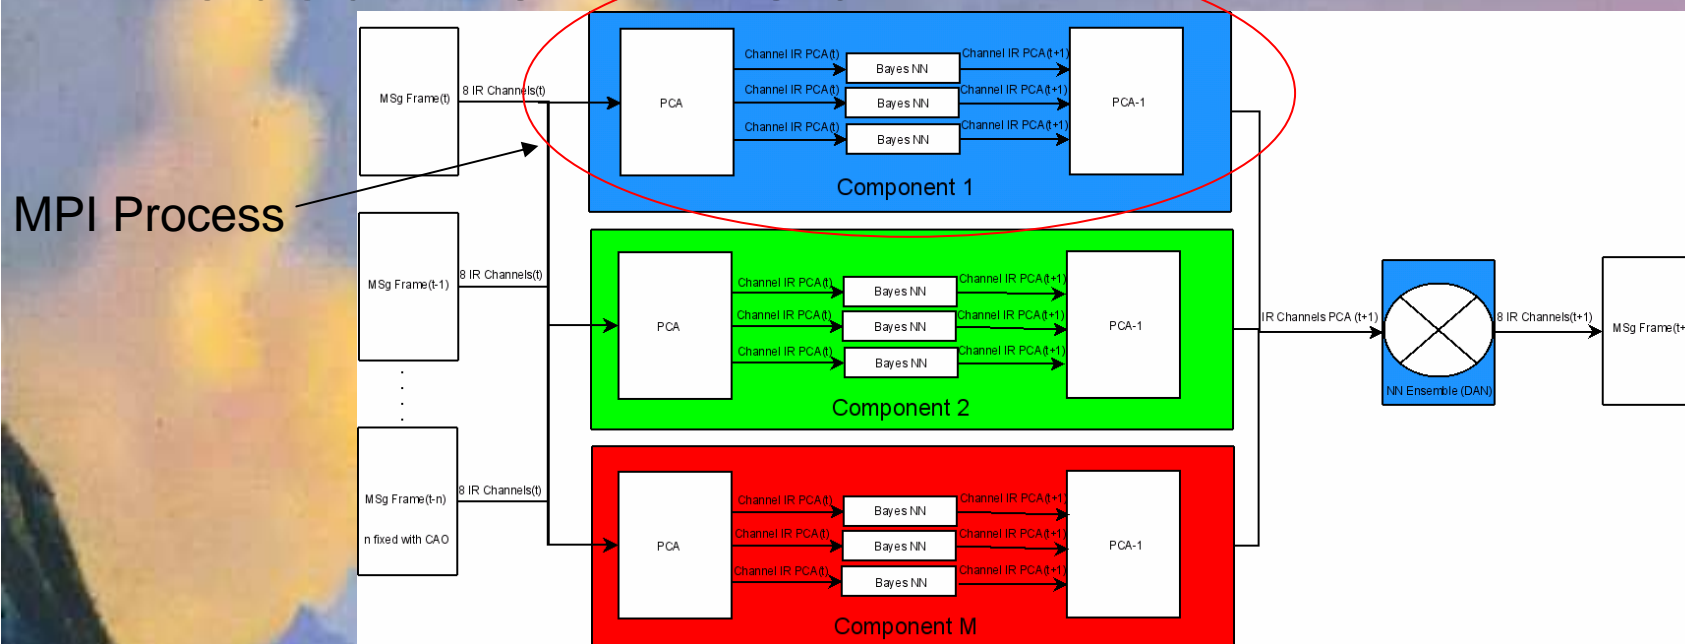 MPI Process
MSg Frame(t)
8 IR Channels(t)
MSg Frame(t-1)
8 IR Channels(t)
MSg Frame(t-n)
n fixed with CAO
8 IR Channels(t)
PCA
Channel IR PCA(t)
Bayes NN
Channel IR PCA(t+1)
Channel IR PCA(t)
Bayes NN
Channel IR PCA(t+1)
Channel IR PCA(t)
Bayes NN
Channel IR PCA(t+1)
PCA-1
Component 1
PCA
Channel IR PCA(t)
Bayes NN
Channel IR PCA(t+1)
Channel IR PCA(t)
Bayes NN
Channel IR PCA(t+1)
Channel IR PCA(t)
Bayes NN
Channel IR PCA(t+1)
PCA-1
Component 2
PCA
Channel IR PCA(t)
Bayes NN
Channel IR PCA(t+1)
Channel IR PCA(t)
Bayes NN
Channel IR PCA(t+1)
Channel IR PCA(t)
Bayes NN
Channel IR PCA(t+1)
PCA-1
Component M
IR Channels PCA (t+1)
NN Ensemble (DAN)
8 IR Channels(t+1)
MSg Frame(t+